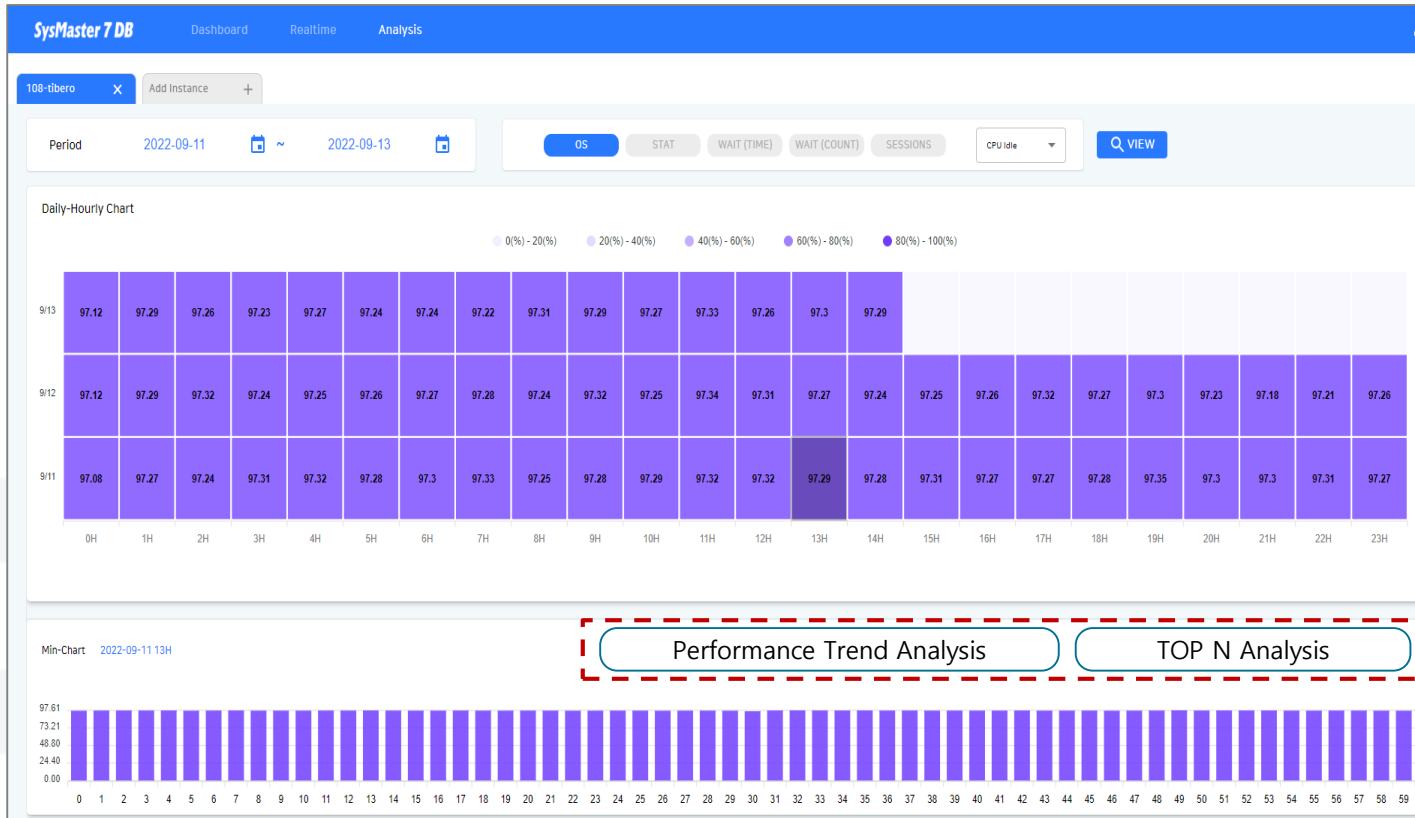 SysMaster 7 DB Dashboard Realtime Analysis
108-tibero X Add Instance +
Period 2022-09-11 ~ 2022-09-13 OS STAT WAIT (TIME) WAIT (COUNT) SESSIONS CPU Idle VIEW
Daily-Hourly Chart
0(%) - 20(%) 20(%) - 40(%) 40(%) - 60(%) 60(%) - 80(%) 80(%) - 100(%)
9/13 97.12 97.29 97.26 97.23 97.27 97.24 97.24 97.22 97.31 97.29 97.27 97.33 97.26 97.3 97.29
9/12 97.12 97.29 97.32 97.24 97.25 97.26 97.27 97.28 97.24 97.32 97.25 97.34 97.31 97.27 97.24 97.25 97.26 97.32 97.27 97.3 97.23 97.18 97.21 97.26
9/11 97.08 97.27 97.24 97.31 97.32 97.28 97.3 97.33 97.25 97.28 97.29 97.32 97.32 97.29 97.28 97.31 97.27 97.27 97.28 97.35 97.3 97.3 97.31 97.27
0H 1H 2H 3H 4H 5H 6H 7H 8H 9H 10H 11H 12H 13H 14H 15H 16H 17H 18H 19H 20H 21H 22H 23H
Min-Chart 2022-09-11 13H Performance Trend Analysis TOP N Analysis
97.61
73.21
48.80
24.40
0.00
0 1 2 3 4 5 6 7 8 9 10 11 12 13 14 15 16 17 18 19 20 21 22 23 24 25 26 27 28 29 30 31 32 33 34 35 36 37 38 39 40 41 42 43 44 45 46 47 48 49 50 51 52 53 54 55 56 57 58 59